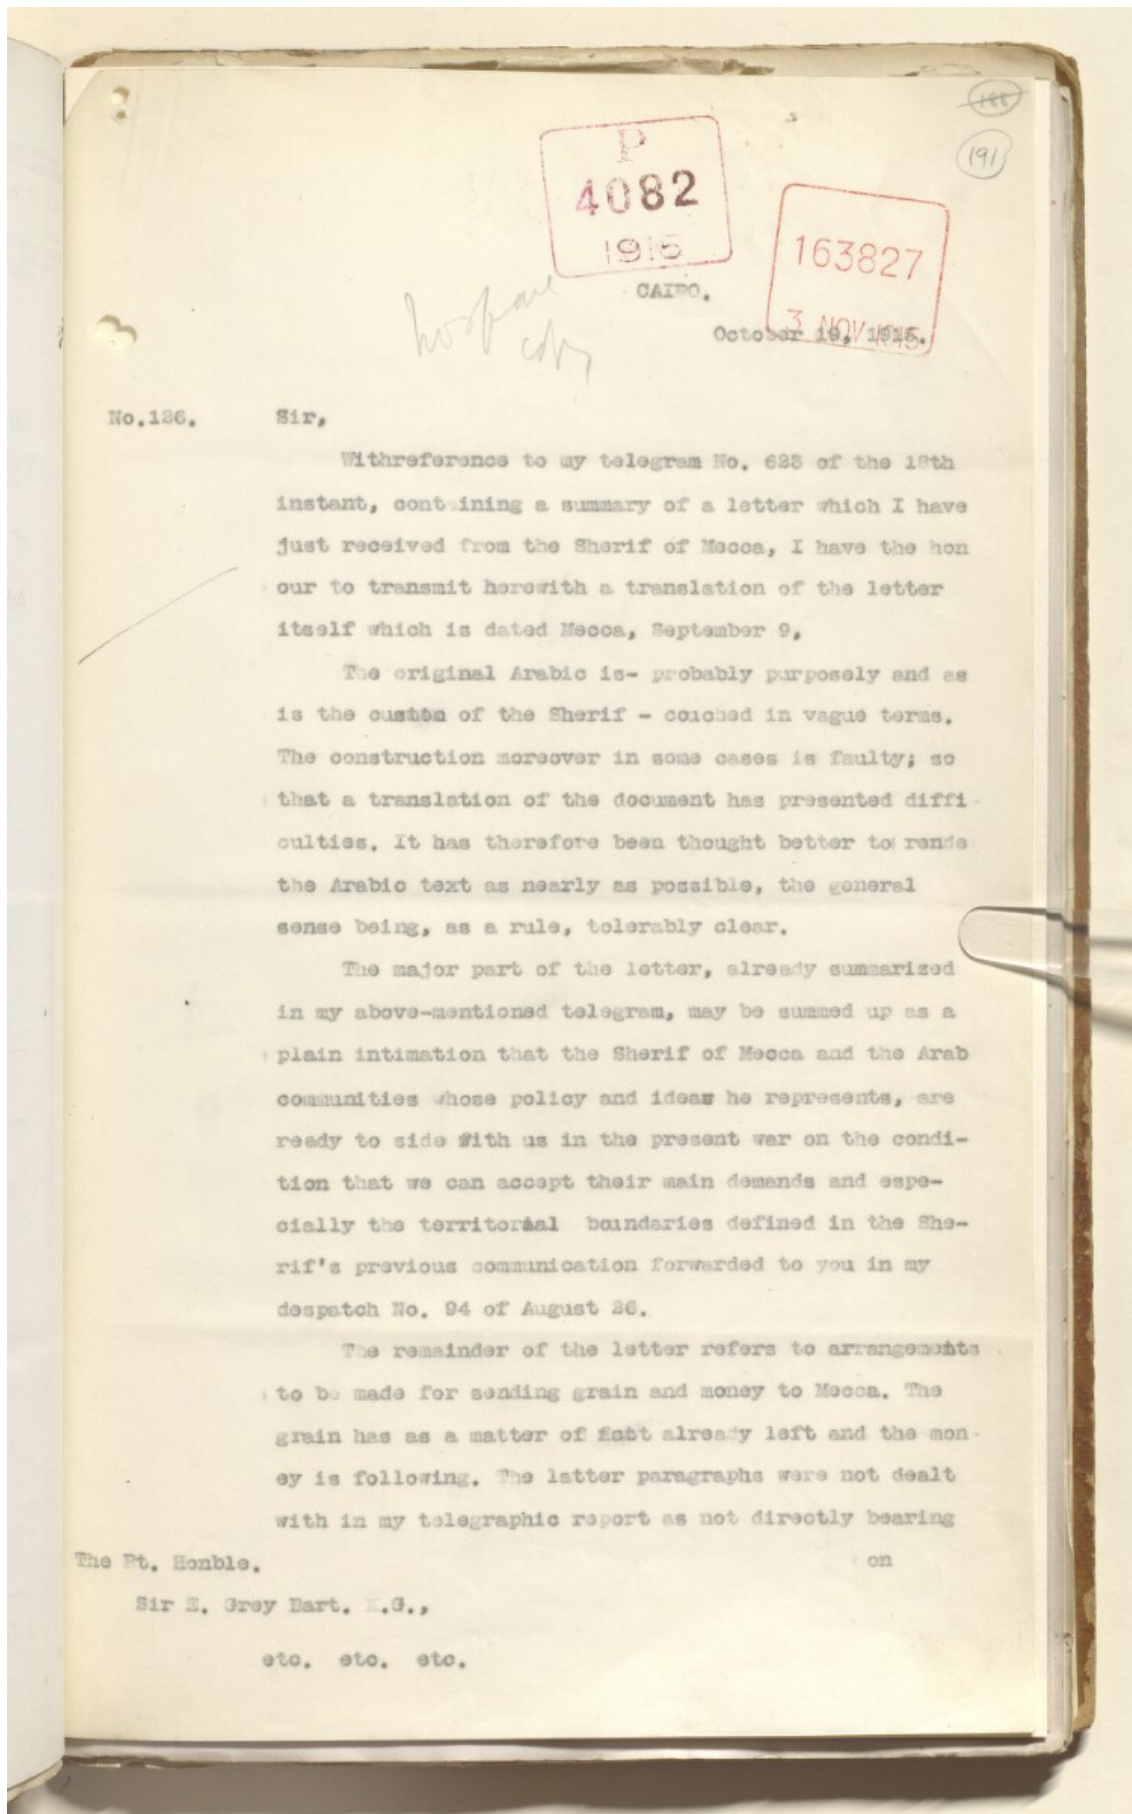 188
191
P
4082
1915
163827
3 NOV 1915
CAIRO.
no spare
copy
October 19, 1915.
No.126. Sir,
Withreference to my telegram No. 623 of the 18th
instant, containing a summary of a letter which I have
just received from the Sherif of Mecca, I have the hon
our to transmit herewith a translation of the letter
itself which is dated Mecca, September 9,
The original Arabic is- probably purposely and as
is the custom of the Sherif - couched in vague terms.
The construction moreover in some cases is faulty; so
that a translation of the document has presented diffi-
culties. It has therefore been thought better to rende
the Arabic text as nearly as possible, the general
sense being, as a rule, tolerably clear.
The major part of the letter, already summarized
in my above-mentioned telegram, may be summed up as a
plain intimation that the Sherif of Mecca and the Arab
communities whose policy and ideas he represents, are
ready to side with us in the present war on the condi-
tion that we can accept their main demands and espe-
cially the territorial boundaries defined in the She-
rif's previous communication forwarded to you in my
despatch No. 94 of August 26.
The remainder of the letter refers to arrangements
to be made for sending grain and money to Mecca. The
grain has as a matter of fact already left and the mon-
ey is following. The latter paragraphs were not dealt
with in my telegraphic report as not directly bearing
on
The Rt. Honble.
Sir E. Grey Bart. K.G.,
etc. etc. etc.